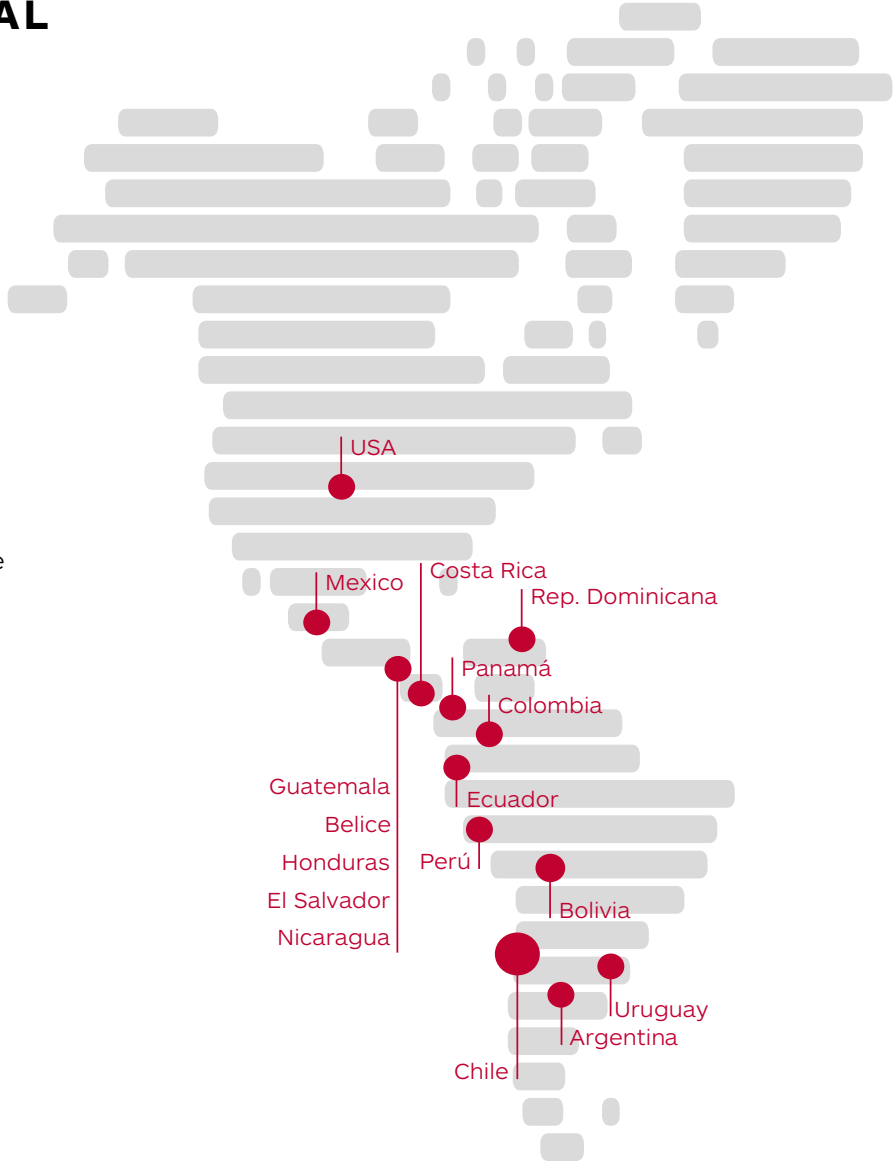 AL
USA
e
Costa Rica
Mexico
Rep. Dominicana
Panamá
Colombia
Guatemala
Ecuador
Belice
Perú
Honduras
El Salvador
Bolivia
Nicaragua
Uruguay
Argentina
Chile